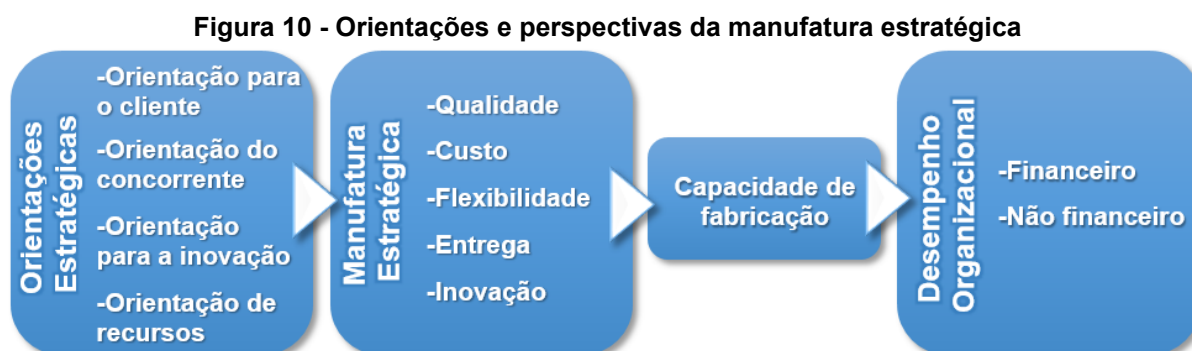 Figura 10 - Orientações e perspectivas da manufatura estratégica
Orientações
Estratégicas
-Orientação para
o cliente
-Orientação do
concorrente
-Orientação
para a inovação
-Orientação de
recursos
Manufatura
Estratégica
-Qualidade
-Custo
-Flexibilidade
-Entrega
-Inovação
Capacidade de
fabricação
Desempenho
Organizacional
-Financeiro
-Não financeiro